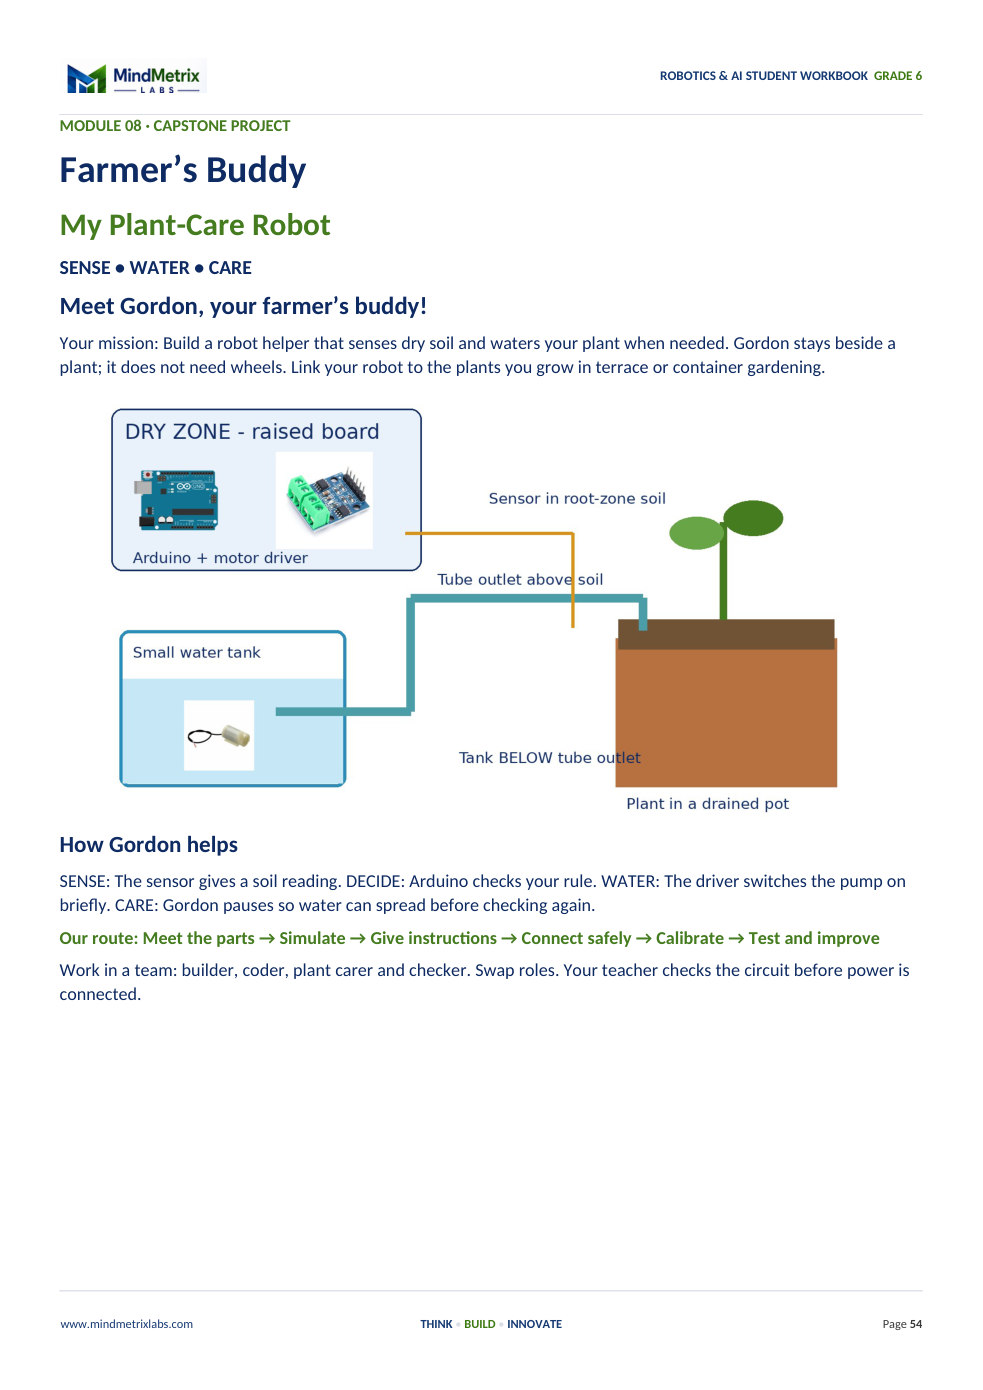 MindMetrix
LABS
ROBOTICS & AI STUDENT WORKBOOK GRADE 6
MODULE 08 · CAPSTONE PROJECT
Farmer’s Buddy
My Plant-Care Robot
SENSE ● WATER ● CARE
Meet Gordon, your farmer’s buddy!
Your mission: Build a robot helper that senses dry soil and waters your plant when needed. Gordon stays beside a
plant; it does not need wheels. Link your robot to the plants you grow in terrace or container gardening.
DRY ZONE - raised board
Arduino + motor driver
Sensor in root-zone soil
Tube outlet above soil
Small water tank
Tank BELOW tube outlet
Plant in a drained pot
How Gordon helps
SENSE: The sensor gives a soil reading. DECIDE: Arduino checks your rule. WATER: The driver switches the pump on
briefly. CARE: Gordon pauses so water can spread before checking again.
Our route: Meet the parts → Simulate → Give instructions → Connect safely → Calibrate → Test and improve
Work in a team: builder, coder, plant carer and checker. Swap roles. Your teacher checks the circuit before power is
connected.
www.mindmetrixlabs.com
THINK • BUILD • INNOVATE
Page 54